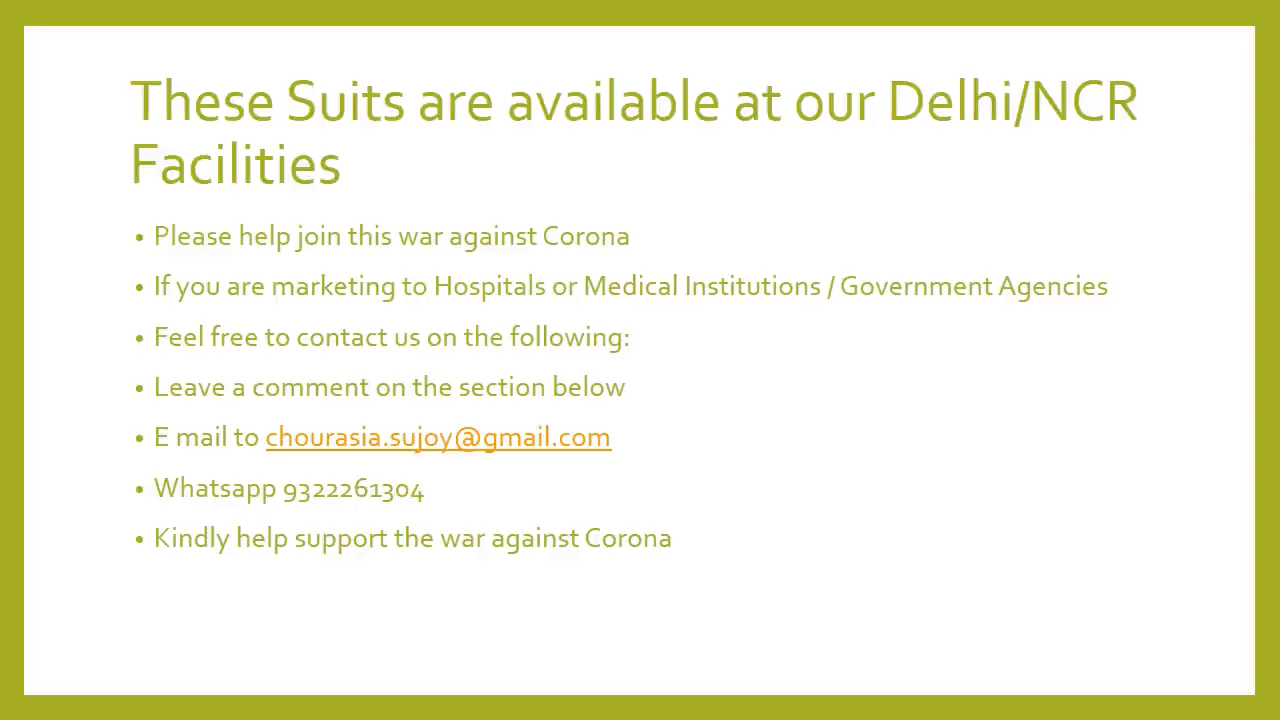 These Suits are available at our Delhi/NCR
Facilities
• Please help join this war against Corona
• If you are marketing to Hospitals or Medical Institutions / Government Agencies
• Feel free to contact us on the following:
• Leave a comment on the section below
• E mail to chourasia.sujoy@gmail.com
• Whatsapp 9322261304
• Kindly help support the war against Corona